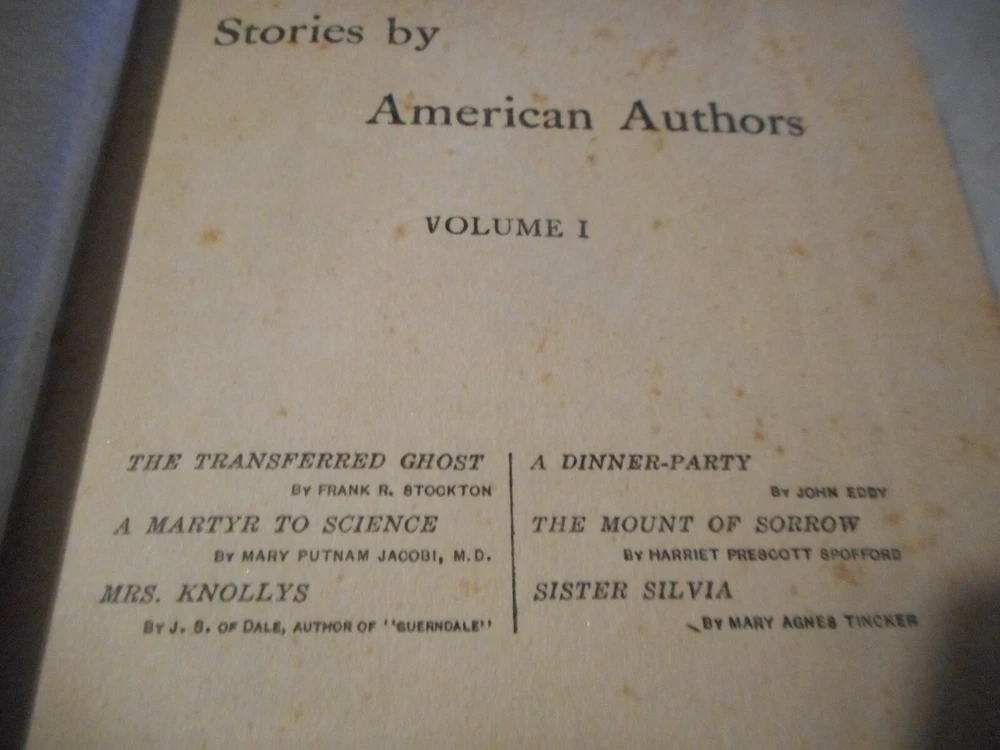 Stories by
American Authors
VOLUME I
THE TRANSFERRED GHOST
BY FRANK R. STOCKTON
A MARTYR TO SCIENCE
BY MARY PUTNAM JACOBI, M.D.
MRS. KNOLLYS
BY J. S. OF DALE, AUTHOR OF "GUERNDALE"
A DINNER-PARTY
BY JOHN EDDY
THE MOUNT OF SORROW
BY HARRIET PRESCOTT SPOFFORD
SISTER SILVIA
BY MARY AGNES TINCKER